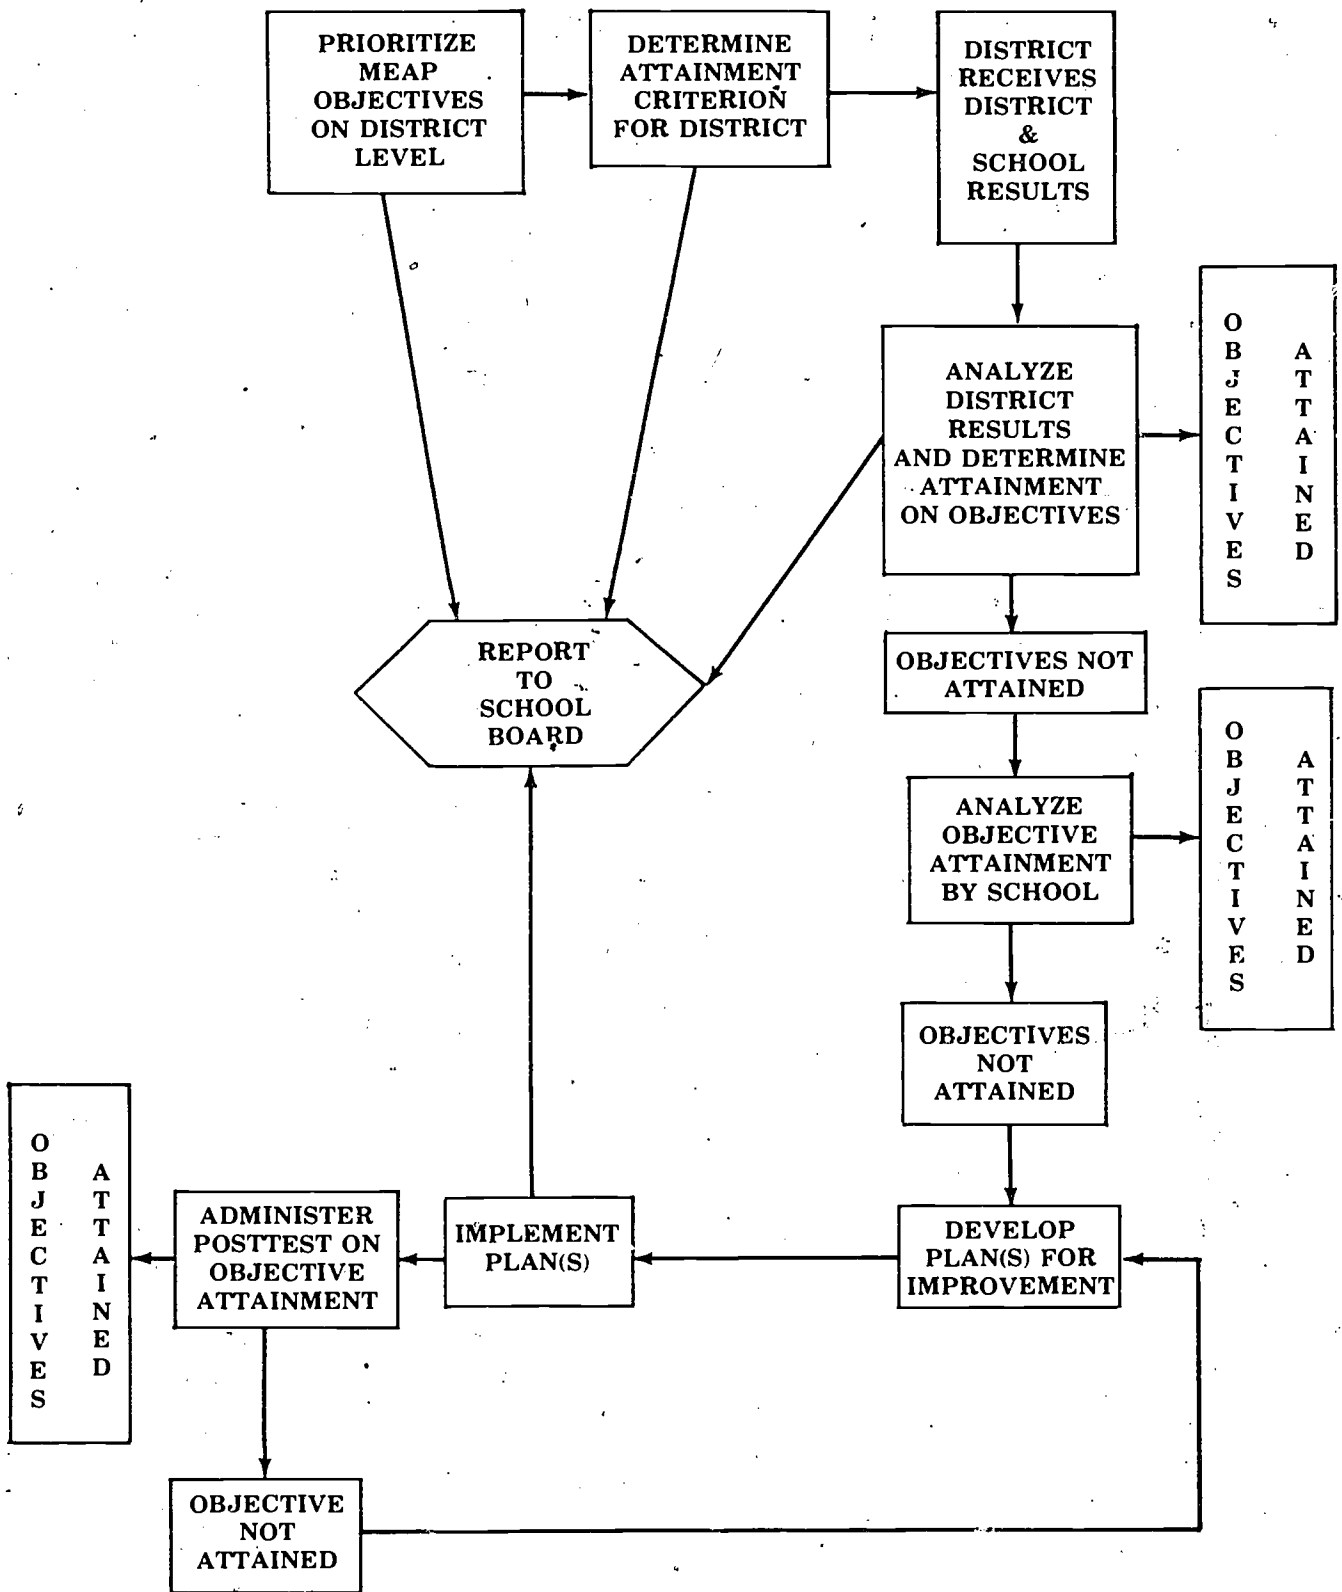 PRIORITIZE
MEAP
OBJECTIVES
ON DISTRICT
LEVEL
DETERMINE
ATTAINMENT
CRITERION
FOR DISTRICT
DISTRICT
RECEIVES
DISTRICT
&
SCHOOL
RESULTS
ANALYZE
DISTRICT
RESULTS
AND DETERMINE
ATTAINMENT
ON OBJECTIVES
OBJECTIVES
ATTAINED
REPORT
TO
SCHOOL
BOARD
OBJECTIVES NOT
ATTAINED
ANALYZE
OBJECTIVE
ATTAINMENT
BY SCHOOL
OBJECTIVES
ATTAINED
OBJECTIVES
NOT
ATTAINED
DEVELOP
PLAN(S) FOR
IMPROVEMENT
IMPLEMENT
PLAN(S)
ADMINISTER
POSTTEST ON
OBJECTIVE
ATTAINMENT
OBJECTIVES
ATTAINED
OBJECTIVE
NOT
ATTAINED